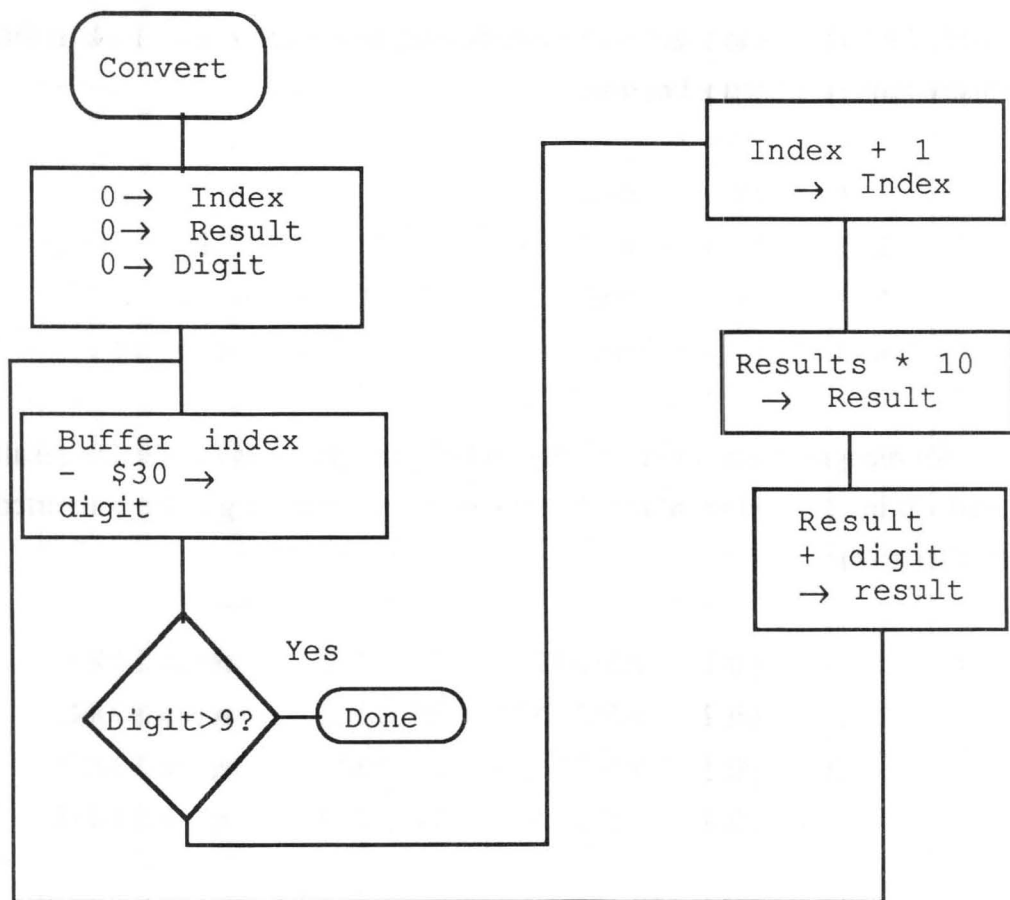 Convert
0→ Index
0→ Result
0→ Digit
Buffer index
- $30 →
digit
Digit>9?
Yes
Done
Index + 1
→ Index
Results * 10
→ Result
Result
+ digit
→ result